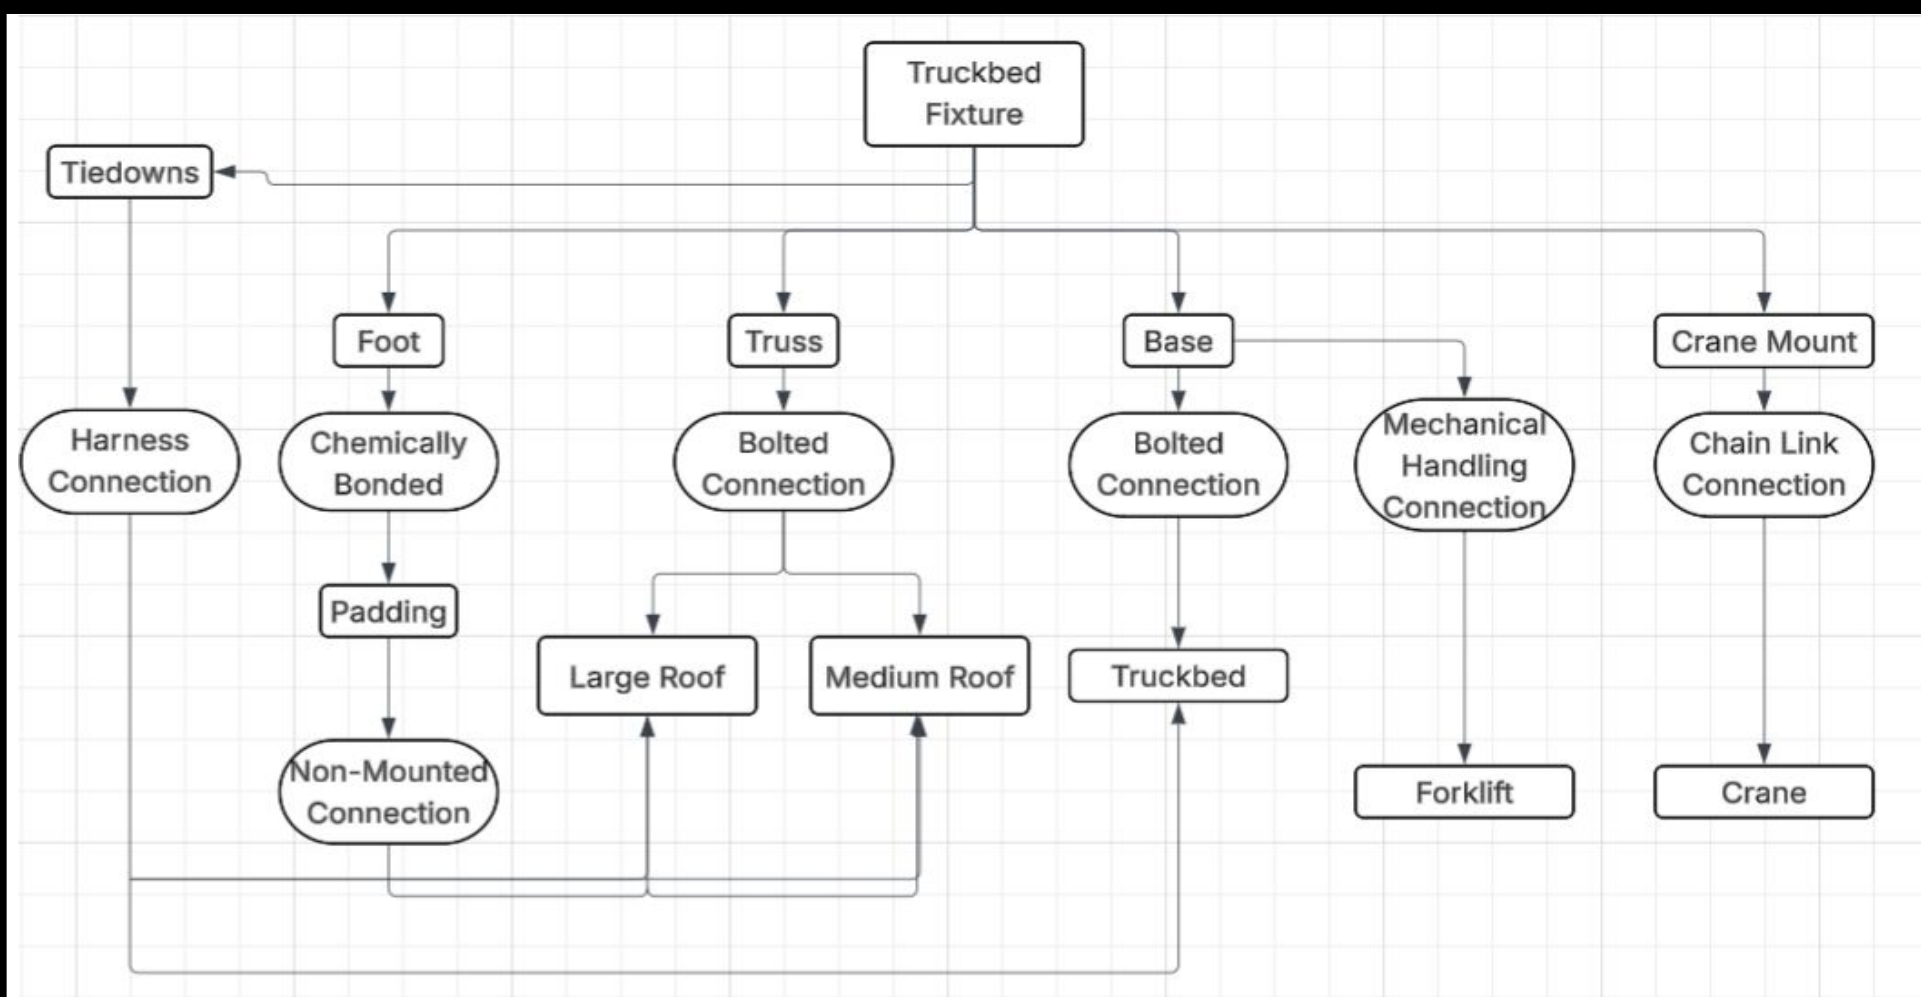 Truckbed
Fixture
Tiedowns
Foot
Truss
Base
Crane Mount
Harness
Connection
Chemically
Bonded
Bolted
Connection
Bolted
Connection
Mechanical
Handling
Connection
Chain Link
Connection
Padding
Large Roof
Medium Roof
Truckbed
Non-Mounted
Connection
Forklift
Crane